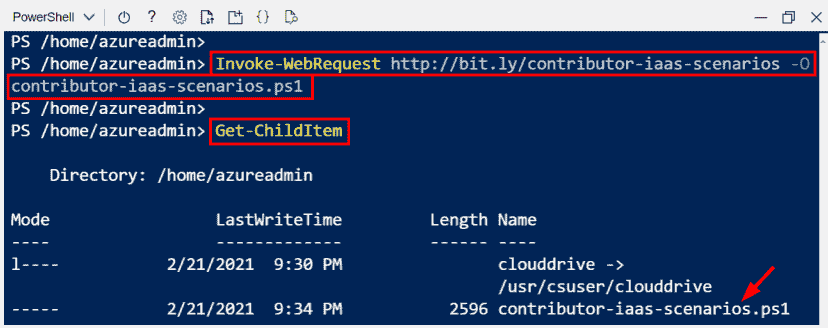 PowerShell ? {}
PS /home/azureadmin>
PS /home/azureadmin> Invoke-WebRequest http://bit.ly/contributor-iaas-scenarios -O
contributor-iaas-scenarios.ps1
PS /home/azureadmin>
PS /home/azureadmin> Get-ChildItem
Directory: /home/azureadmin
Mode LastWriteTime Length Name
---- ------------- ------ ----
l---- 2/21/2021 9:30 PM clouddrive ->
/usr/csuser/clouddrive
----- 2/21/2021 9:34 PM 2596 contributor-iaas-scenarios.ps1